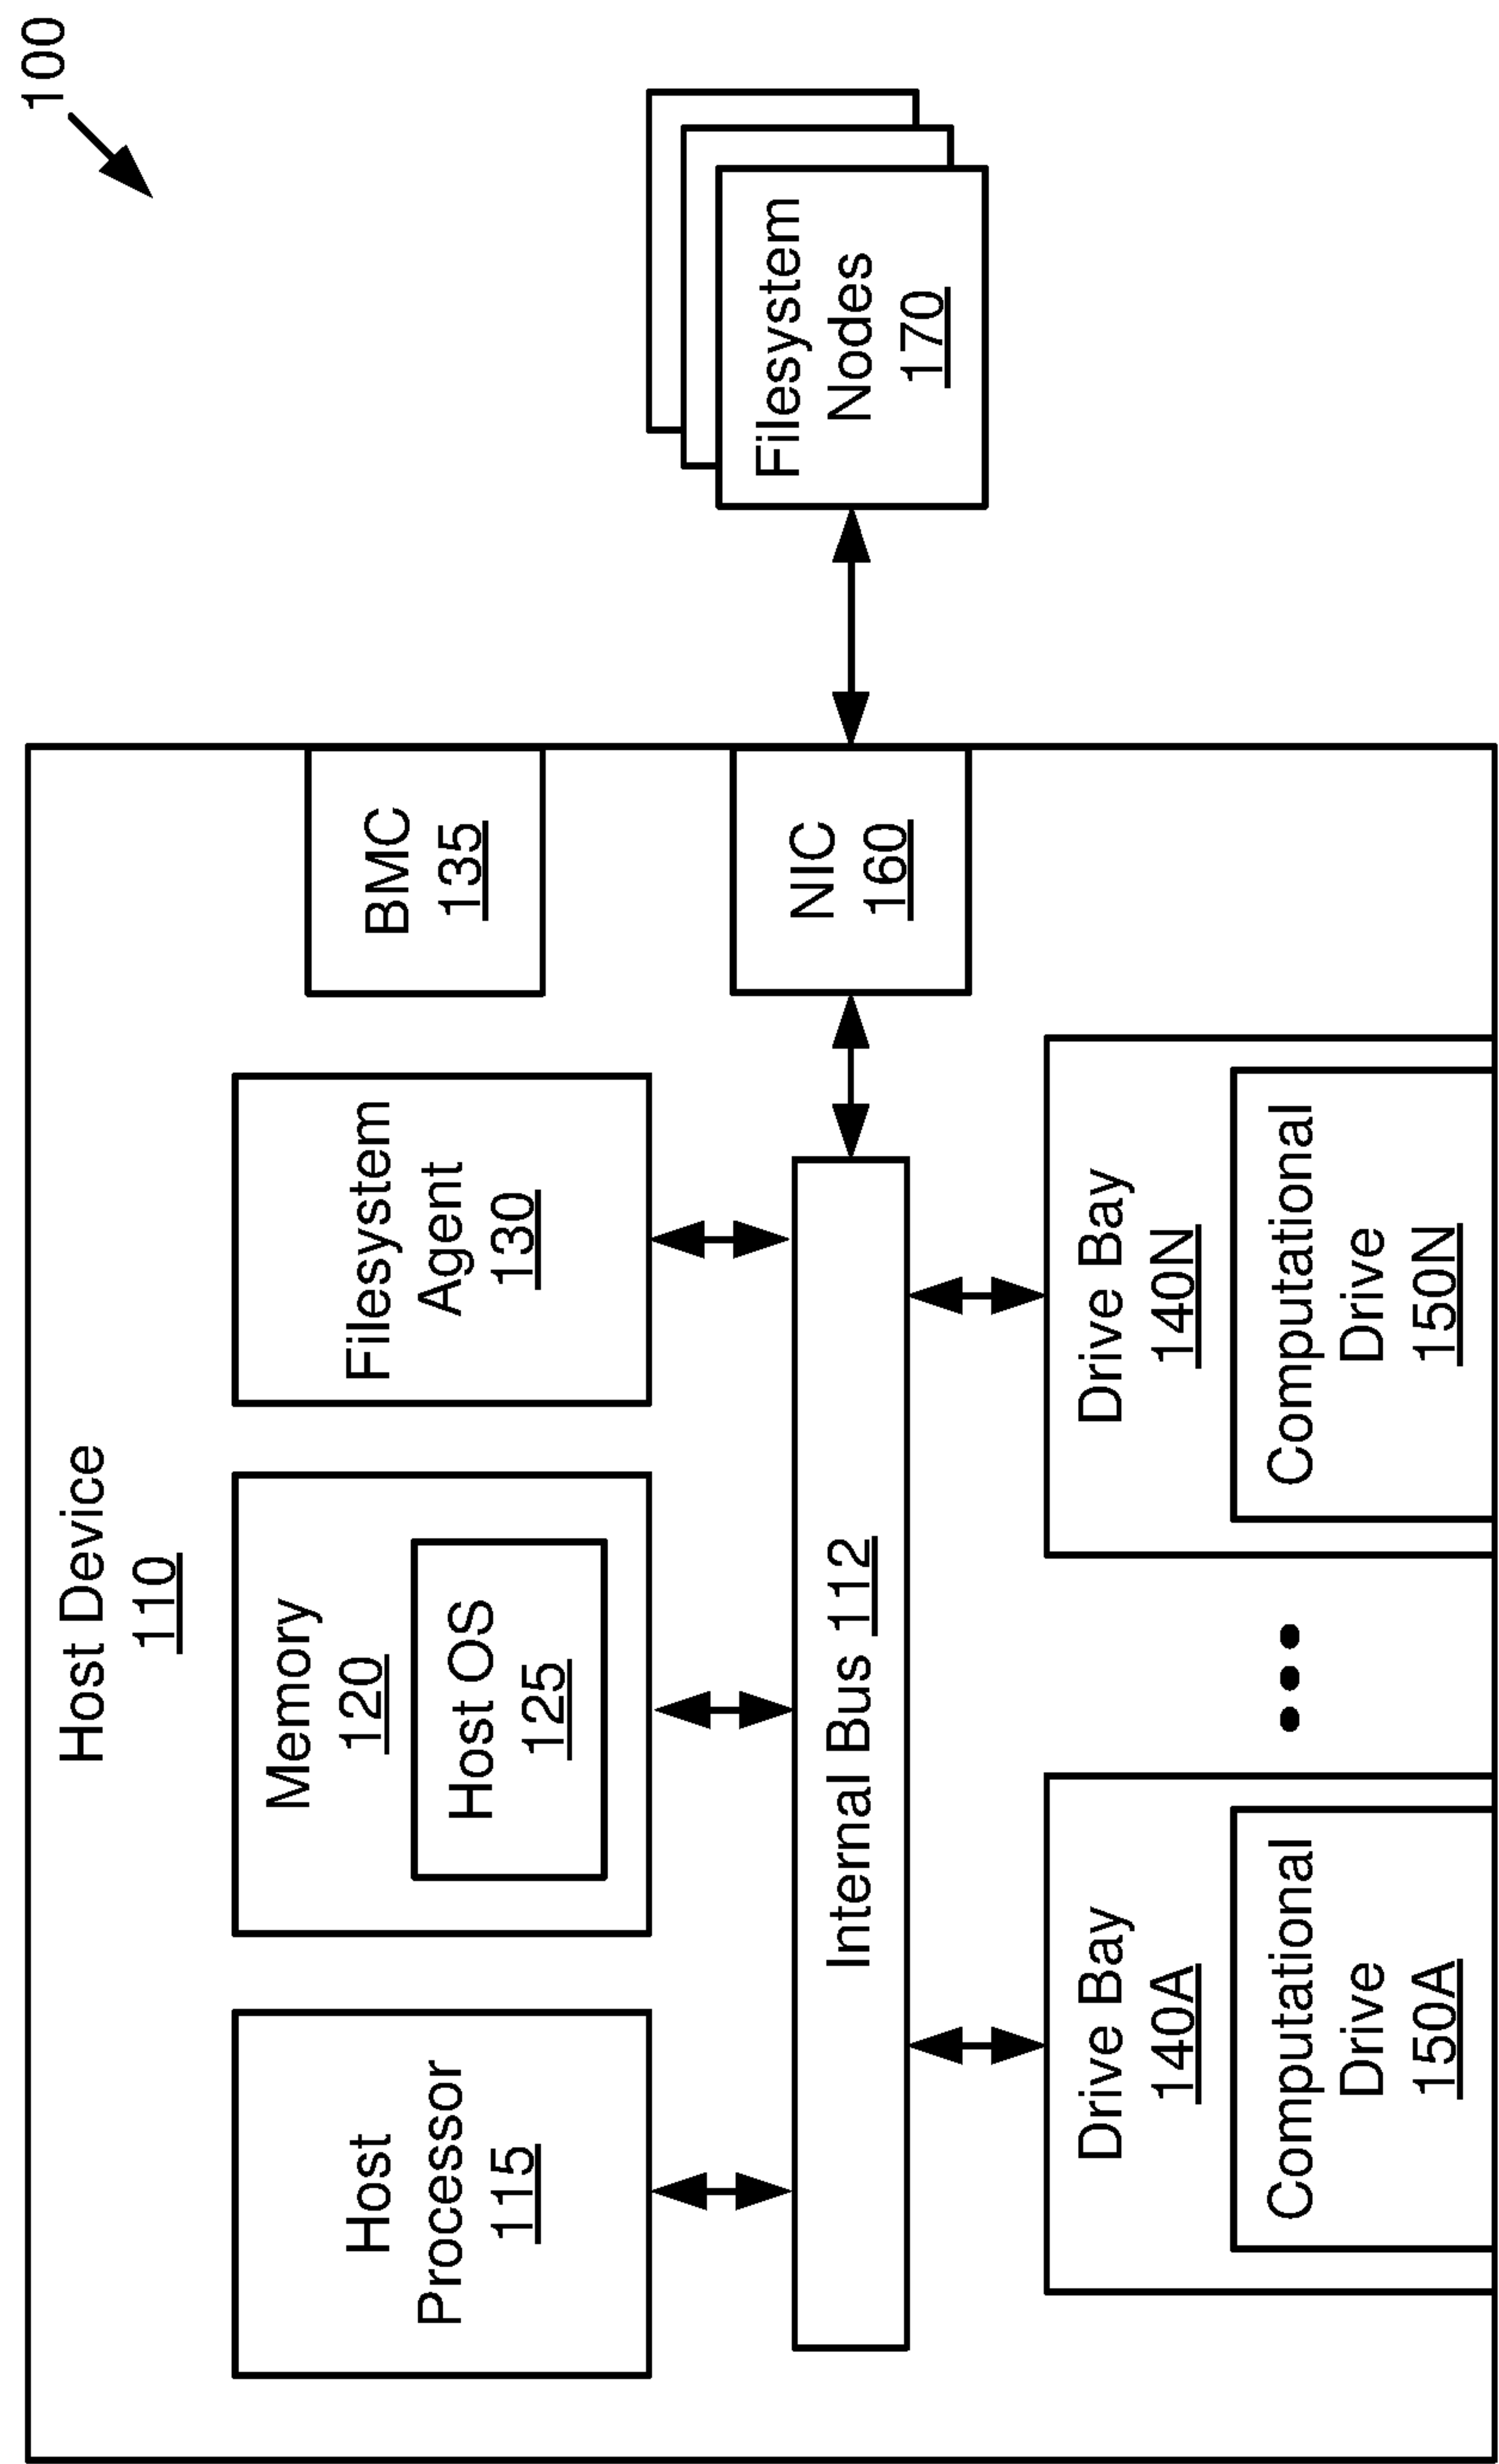 100
Host Device
110
Host
Processor
115
Memory
120
Host OS
125
Filesystem
Agent
130
BMC
135
Internal Bus 112
NIC
160
Filesystem
Nodes
170
Drive Bay
140A
Computational
Drive
150A
Drive Bay
140N
Computational
Drive
150N